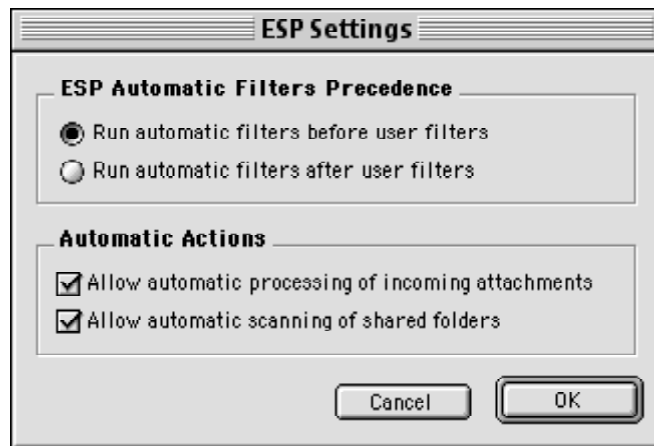 ESP Settings
ESP Automatic Filters Precedence
Run automatic filters before user filters
Run automatic filters after user filters
Automatic Actions
Allow automatic processing of incoming attachments
Allow automatic scanning of shared folders
Cancel OK